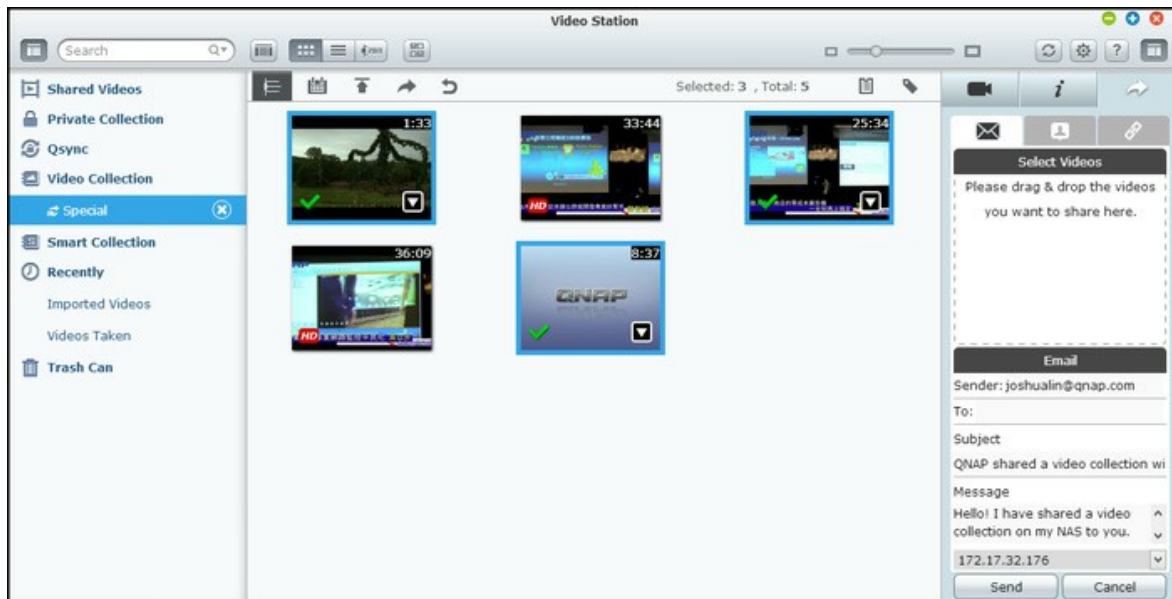 Video Station
Search
Shared Videos
Private Collection
Qsync
Video Collection
Special
Smart Collection
Recently
Imported Videos
Videos Taken
Trash Can
Selected: 3 , Total: 5
1:33
33:44
HD
25:34
36:09
HD
8:37
QNAP
Select Videos
Please drag & drop the videos
you want to share here.
Email
Sender: joshualin@qnap.com
To:
Subject
QNAP shared a video collection wi
Message
Hello! I have shared a video
collection on my NAS to you.
172.17.32.176
Send
Cancel